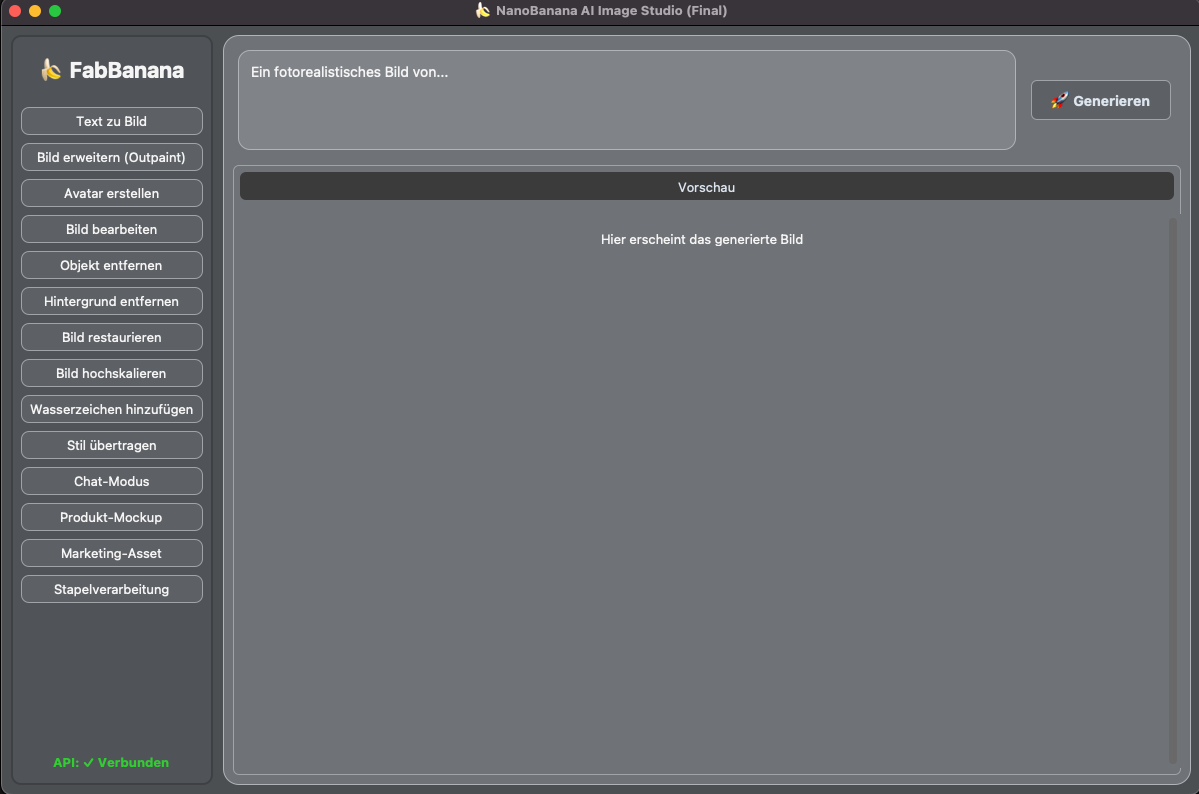 NanoBanana AI Image Studio (Final)
FabBanana
Text zu Bild
Bild erweitern (Outpaint)
Avatar erstellen
Bild bearbeiten
Objekt entfernen
Hintergrund entfernen
Bild restaurieren
Bild hochskalieren
Wasserzeichen hinzufügen
Stil übertragen
Chat-Modus
Produkt-Mockup
Marketing-Asset
Stapelverarbeitung
API: ✓ Verbunden
Ein fotorealistisches Bild von...
Generieren
Vorschau
Hier erscheint das generierte Bild